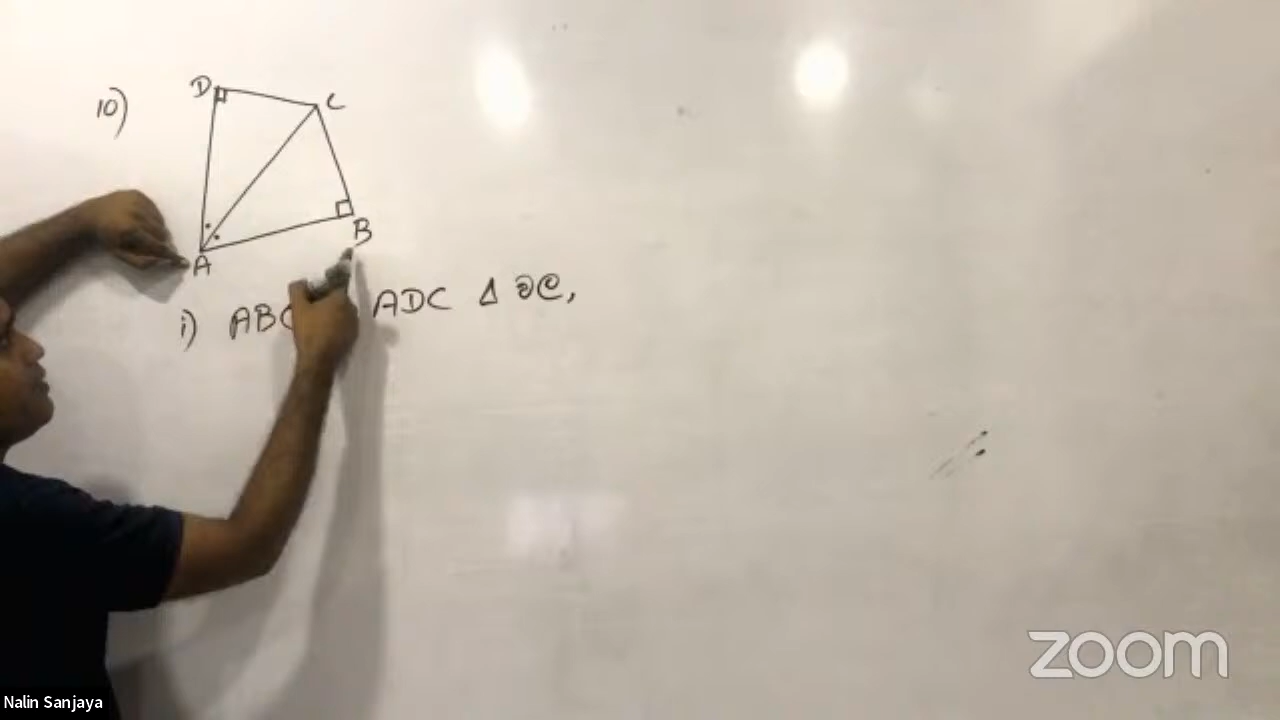 10)
D
C
B
A
i) ABC ADC Δ වල,
zoom
Nalin Sanjaya